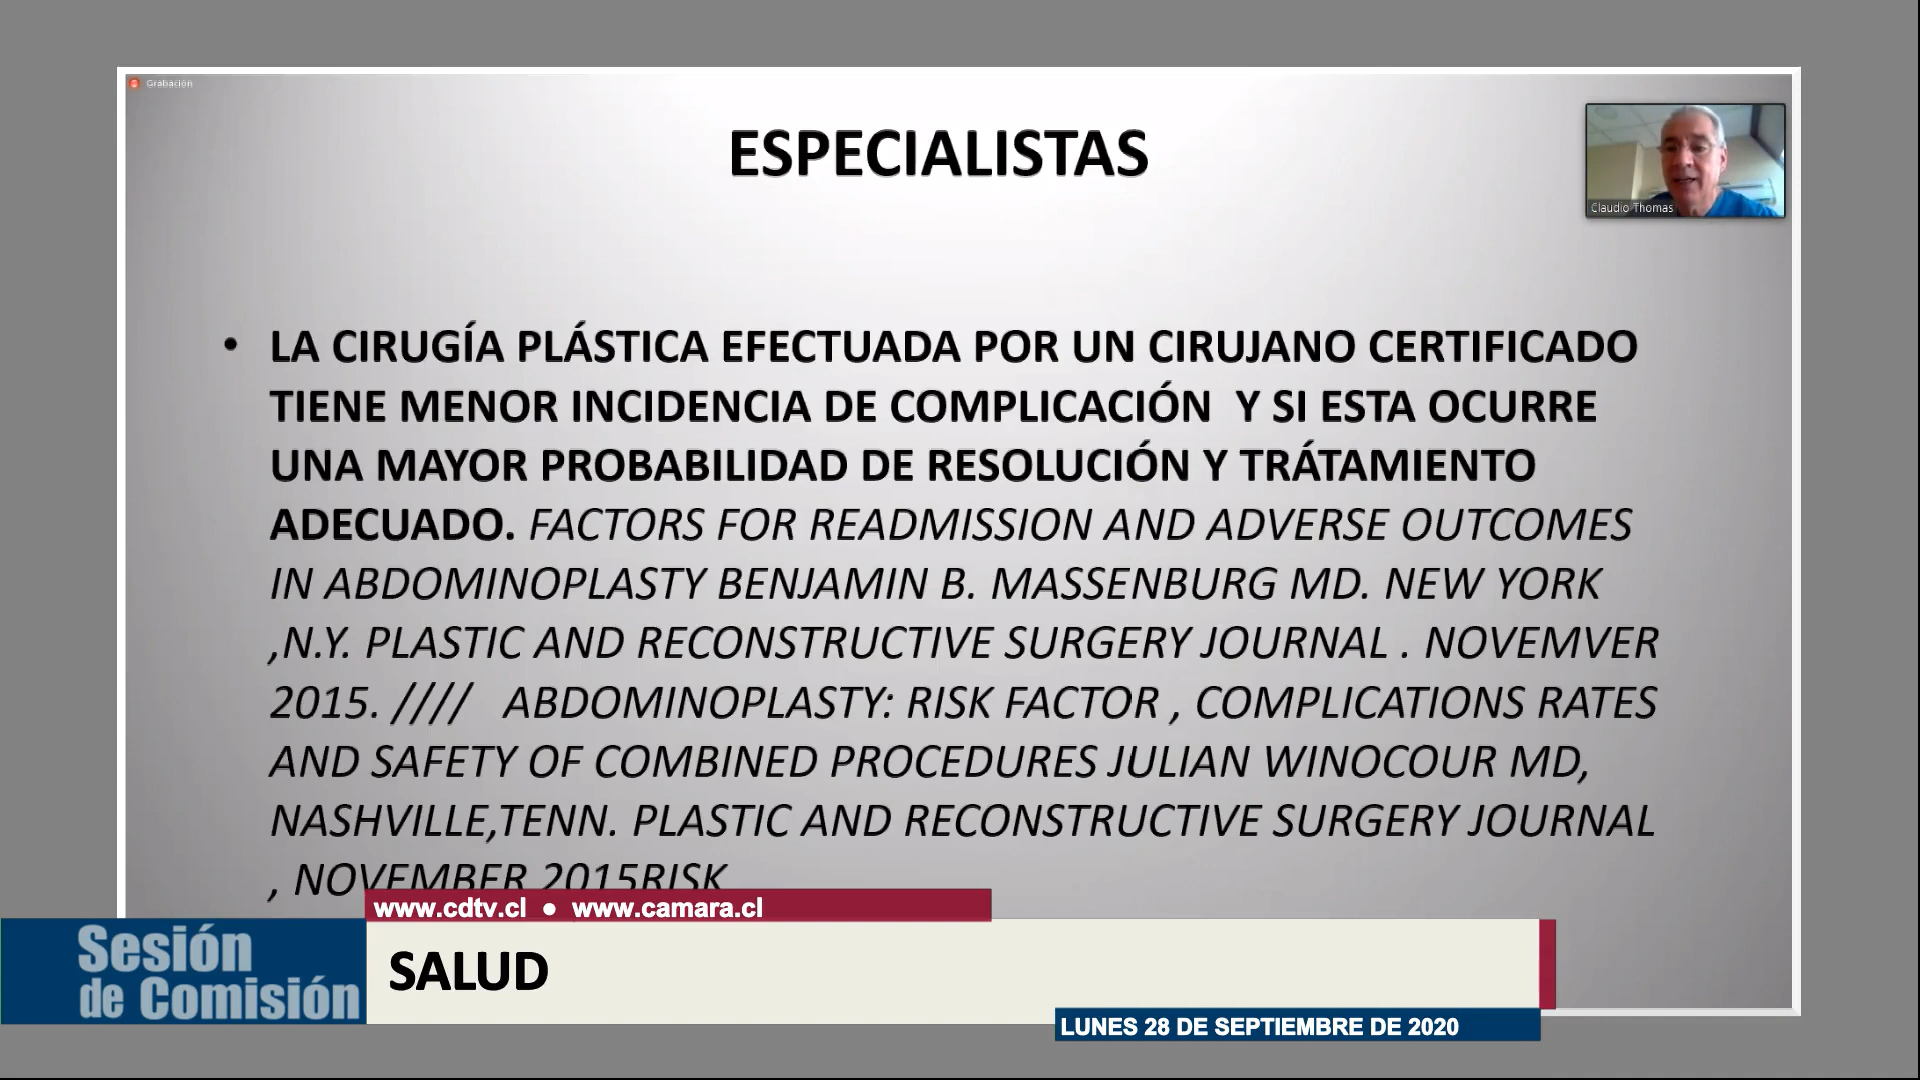 Grabación
ESPECIALISTAS
Claudio Thomas
• LA CIRUGÍA PLÁSTICA EFECTUADA POR UN CIRUJANO CERTIFICADO
TIENE MENOR INCIDENCIA DE COMPLICACIÓN Y SI ESTA OCURRE
UNA MAYOR PROBABILIDAD DE RESOLUCIÓN Y TRÁTAMIENTO
ADECUADO. FACTORS FOR READMISSION AND ADVERSE OUTCOMES
IN ABDOMINOPLASTY BENJAMIN B. MASSENBURG MD. NEW YORK
,N.Y. PLASTIC AND RECONSTRUCTIVE SURGERY JOURNAL . NOVEMVER
2015. //// ABDOMINOPLASTY: RISK FACTOR , COMPLICATIONS RATES
AND SAFETY OF COMBINED PROCEDURES JULIAN WINOCOUR MD,
NASHVILLE,TENN. PLASTIC AND RECONSTRUCTIVE SURGERY JOURNAL
, NOVEMBER 2015RISK
www.cdtv.cl ● www.camara.cl
Sesión
de Comisión
SALUD
LUNES 28 DE SEPTIEMBRE DE 2020